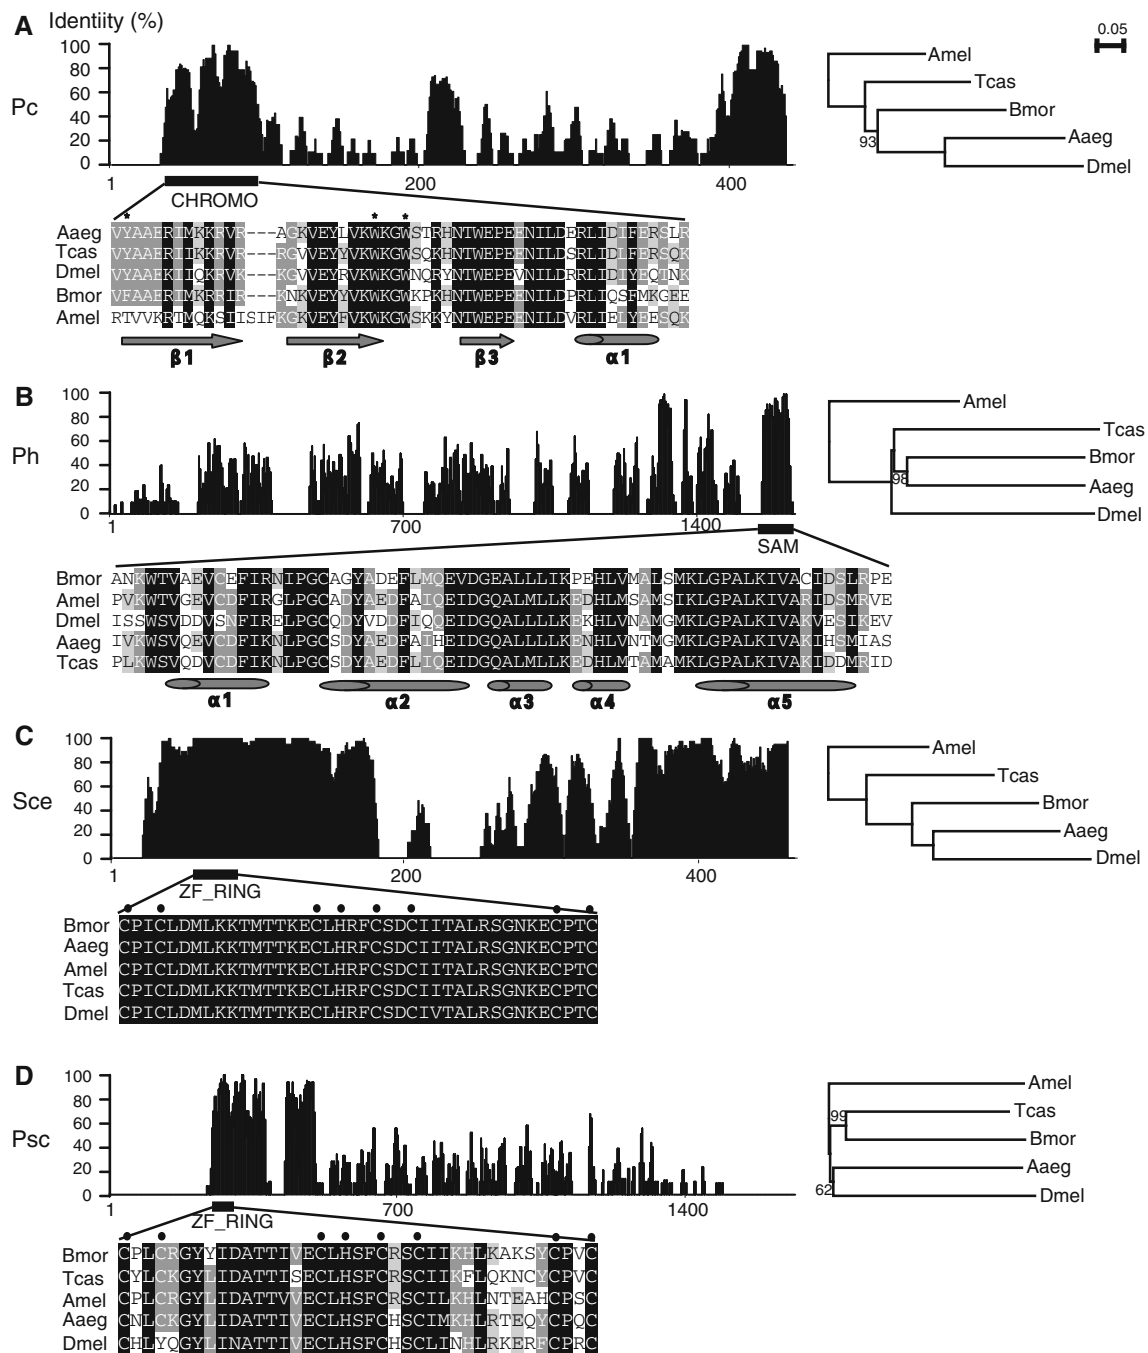 A Identiity (%)
100
80
60
40
20
0
Pc
1 200 400
CHROMO
0.05
Amel
Tcas
Bmor
Aaeg
Dmel
93
* * *
Aaeg VYAAERIMKKRVR---AGKVEYLVKWKGWSTRHNTWEPEENILDERLIDIFERSLR
Tcas VYAAERIIKKRVR---RGVVEYYVKWKGWSQKHNTWEPEENILDSRLIDLFERSQK
Dmel VYAAEKIIQKRVK---KGVVEYRVKWKGWNQRYNTWEPEVNILDRRLIDIYEQTNK
Bmor VFAAERIMKRRIR---KNKVEYYVKWKGWKPKHNTWEPEENILDPRLIQSFMKGEE
Amel RTVVKRTMQKSIISIFKGKVEYFVKWKGWSKKYNTWEPEENILDVRLIELYEESQK
β1 β2 β3 α1
B
100
80
60
40
20
0
Ph
1 700 1400
SAM
Amel
Tcas
Bmor
Aaeg
Dmel
98
Bmor ANKWTVAEVCEFIRNIPGCAGYADEFLMQEVDGEALLLIKPEHLVMALSMKLGPALKIVACIDSLRPE
Amel PVKWTVGEVCDFIRGLPGCADYAEDFAIQEIDGQALMLLKEDHLMSAMSIKLGPALKIVARIDSMRVE
Dmel ISSWSVDDVSNFIRELPGCQDYVDDFIQQEIDGQALLLLKEKHLVNAMGMKLGPALKIVAKVESIKEV
Aaeg IVKWSVQEVCDFIKNLPGCSDYAEDFAIHEIDGQALLLLKENHLVNTMGMKLGPALKIVAKIHSMIAS
Tcas PLKWSVQDVCDFIKNLPGCSDYAEDFLIQEIDGQALMLLKEDHLMTAMAMKLGPALKIVAKIDDMRID
α1 α2 α3 α4 α5
C
100
80
60
40
20
0
Sce
1 200 400
ZF_RING
Amel
Tcas
Bmor
Aaeg
Dmel
Bmor CPICLDMLKKTMTTKECLHRFCSDCIITALRSGNKECPTC
Aaeg CPICLDMLKKTMTTKECLHRFCSDCIITALRSGNKECPTC
Amel CPICLDMLKKTMTTKECLHRFCSDCIITALRSGNKECPTC
Tcas CPICLDMLKKTMTTKECLHRFCSDCIITALRSGNKECPTC
Dmel CPICLDMLKKTMTTKECLHRFCSDCIVTALRSGNKECPTC
D
100
80
60
40
20
0
Psc
1 700 1400
ZF_RING
Amel
Tcas
Bmor
Aaeg
Dmel
99
62
Bmor CPLCRGYYIDATTIVECLHSFCRSCIIKHLKAKSYCPVC
Tcas CYLCKGYLIDATTISECLHSFCRSCIIKFLQKNCYCPVC
Amel CPLCRGYLIDATTVVECLHSFCRSCILKHLNTEAHCPSC
Aaeg CNLCKGYLIDATTIVECLHSFCHSCIMKHLRTEQYCPQC
Dmel CHLYQGYLINATTIVECLHSFCHSCLINHLRKERFCPRC